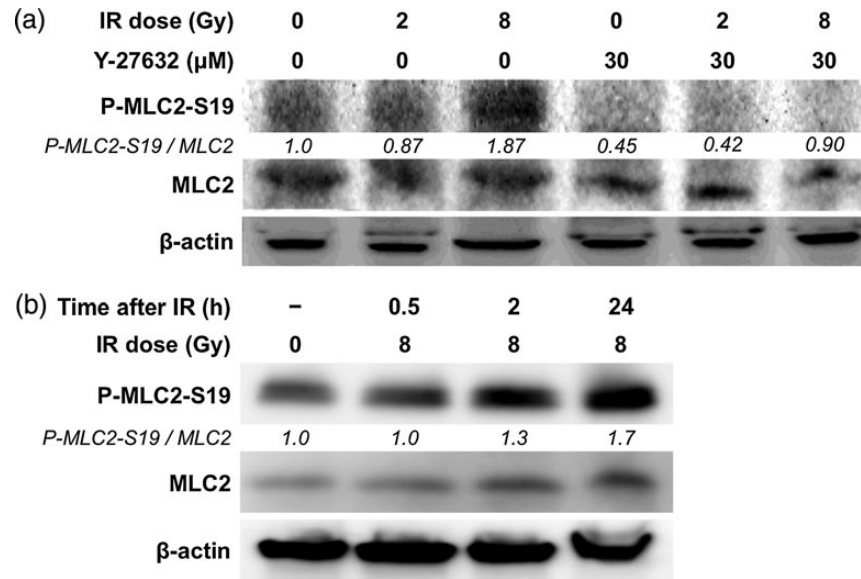 (a) IR dose (Gy) 0 2 8 0 2 8
Y-27632 (µM) 0 0 0 30 30 30
P-MLC2-S19
P-MLC2-S19 / MLC2 1.0 0.87 1.87 0.45 0.42 0.90
MLC2
β-actin
(b) Time after IR (h) – 0.5 2 24
IR dose (Gy) 0 8 8 8
P-MLC2-S19
P-MLC2-S19 / MLC2 1.0 1.0 1.3 1.7
MLC2
β-actin